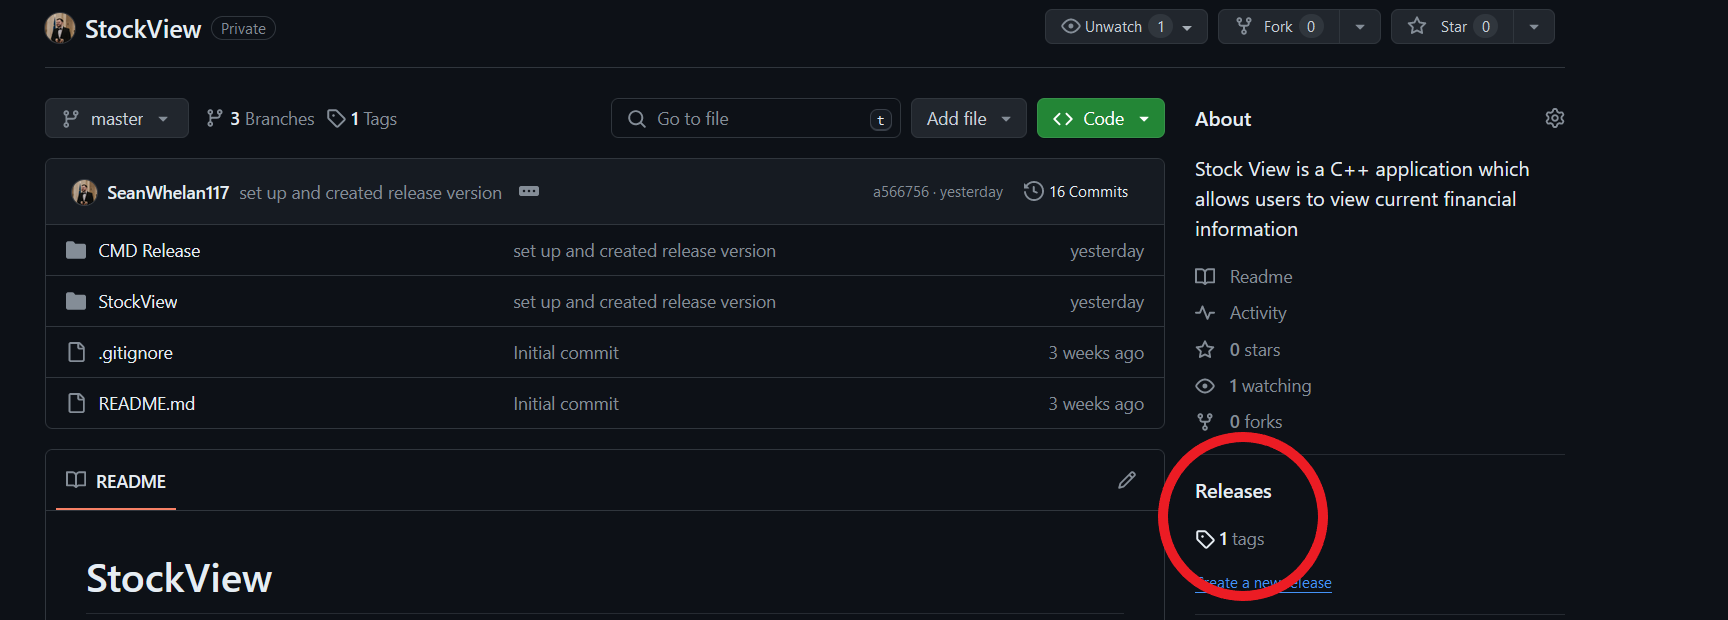 StockView Private
Unwatch 1
Fork 0
Star 0
master
3 Branches
1 Tags
Go to file t
Add file
Code
SeanWhelan117 set up and created release version
a566756 · yesterday
16 Commits
CMD Release set up and created release version yesterday
StockView set up and created release version yesterday
.gitignore Initial commit 3 weeks ago
README.md Initial commit 3 weeks ago
README
StockView
About
Stock View is a C++ application which
allows users to view current financial
information
Readme
Activity
0 stars
1 watching
0 forks
Releases
1 tags
Create a new release